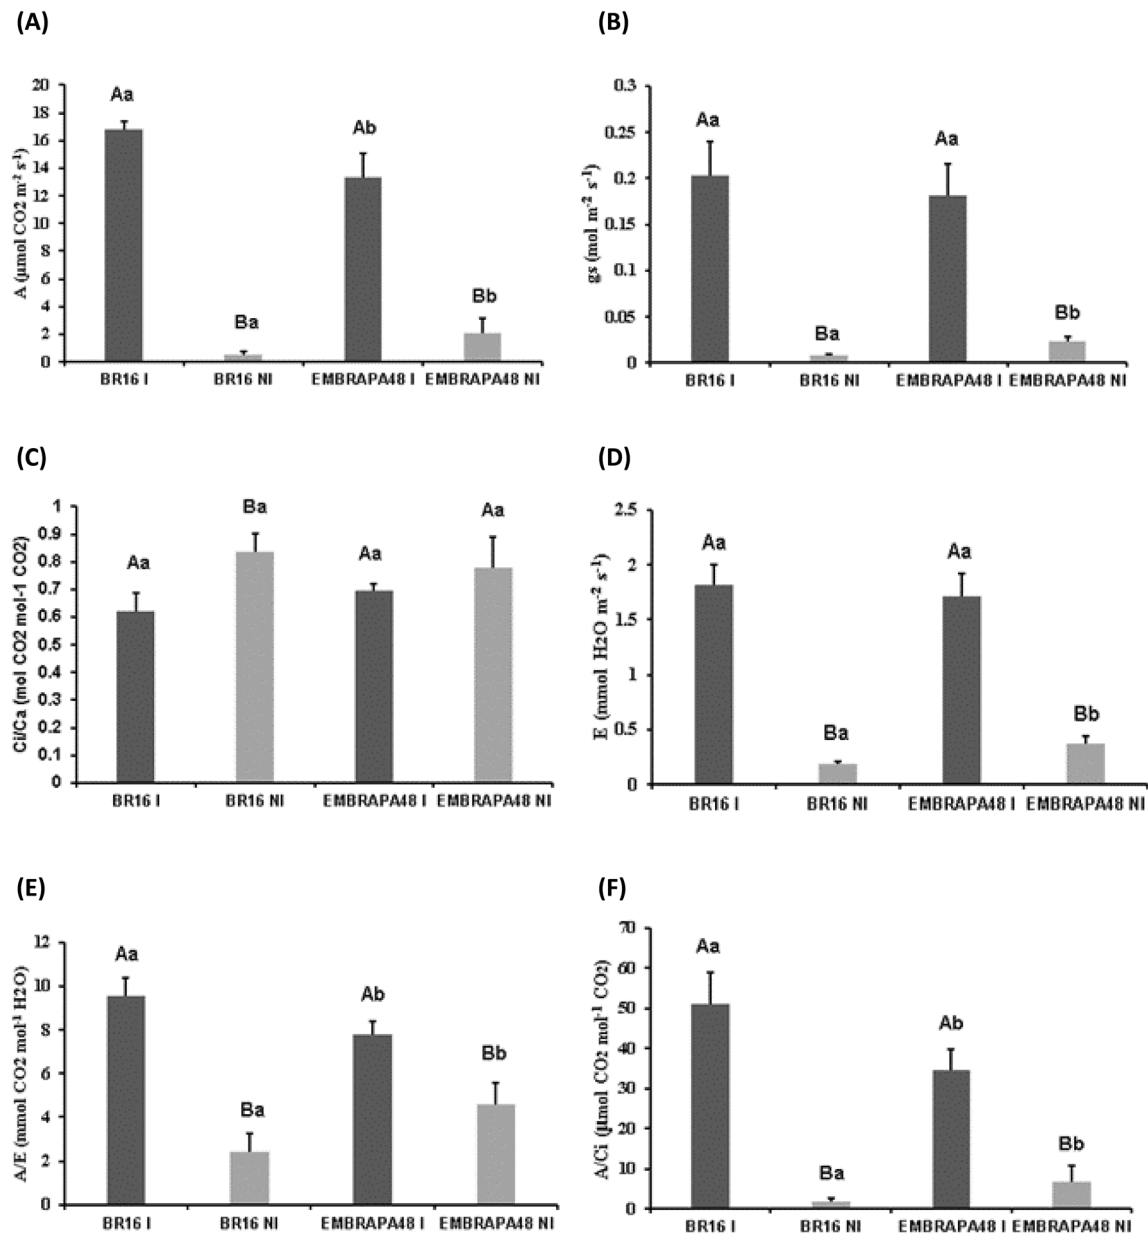 (A)
A (µmol CO2 m-2 s-1)
20
18
16
14
12
10
8
6
4
2
0
Aa
Ba
Ab
Bb
BR16 I
BR16 NI
EMBRAPA48 I
EMBRAPA48 NI
(B)
gs (mol m-2 s-1)
0.3
0.25
0.2
0.15
0.1
0.05
0
Aa
Ba
Aa
Bb
BR16 I
BR16 NI
EMBRAPA48 I
EMBRAPA48 NI
(C)
Ci/Ca (mol CO2 mol-1 CO2)
1
0.9
0.8
0.7
0.6
0.5
0.4
0.3
0.2
0.1
0
Aa
Ba
Aa
Aa
BR16 I
BR16 NI
EMBRAPA48 I
EMBRAPA48 NI
(D)
E (mmol H2O m-2 s-1)
2.5
2
1.5
1
0.5
0
Aa
Ba
Aa
Bb
BR16 I
BR16 NI
EMBRAPA48 I
EMBRAPA48 NI
(E)
A/E (mmol CO2 mol-1 H2O)
12
10
8
6
4
2
0
Aa
Ba
Ab
Bb
BR16 I
BR16 NI
EMBRAPA48 I
EMBRAPA48 NI
(F)
A/Ci (µmol CO2 mol-1 CO2)
70
60
50
40
30
20
10
0
Aa
Ba
Ab
Bb
BR16 I
BR16 NI
EMBRAPA48 I
EMBRAPA48 NI